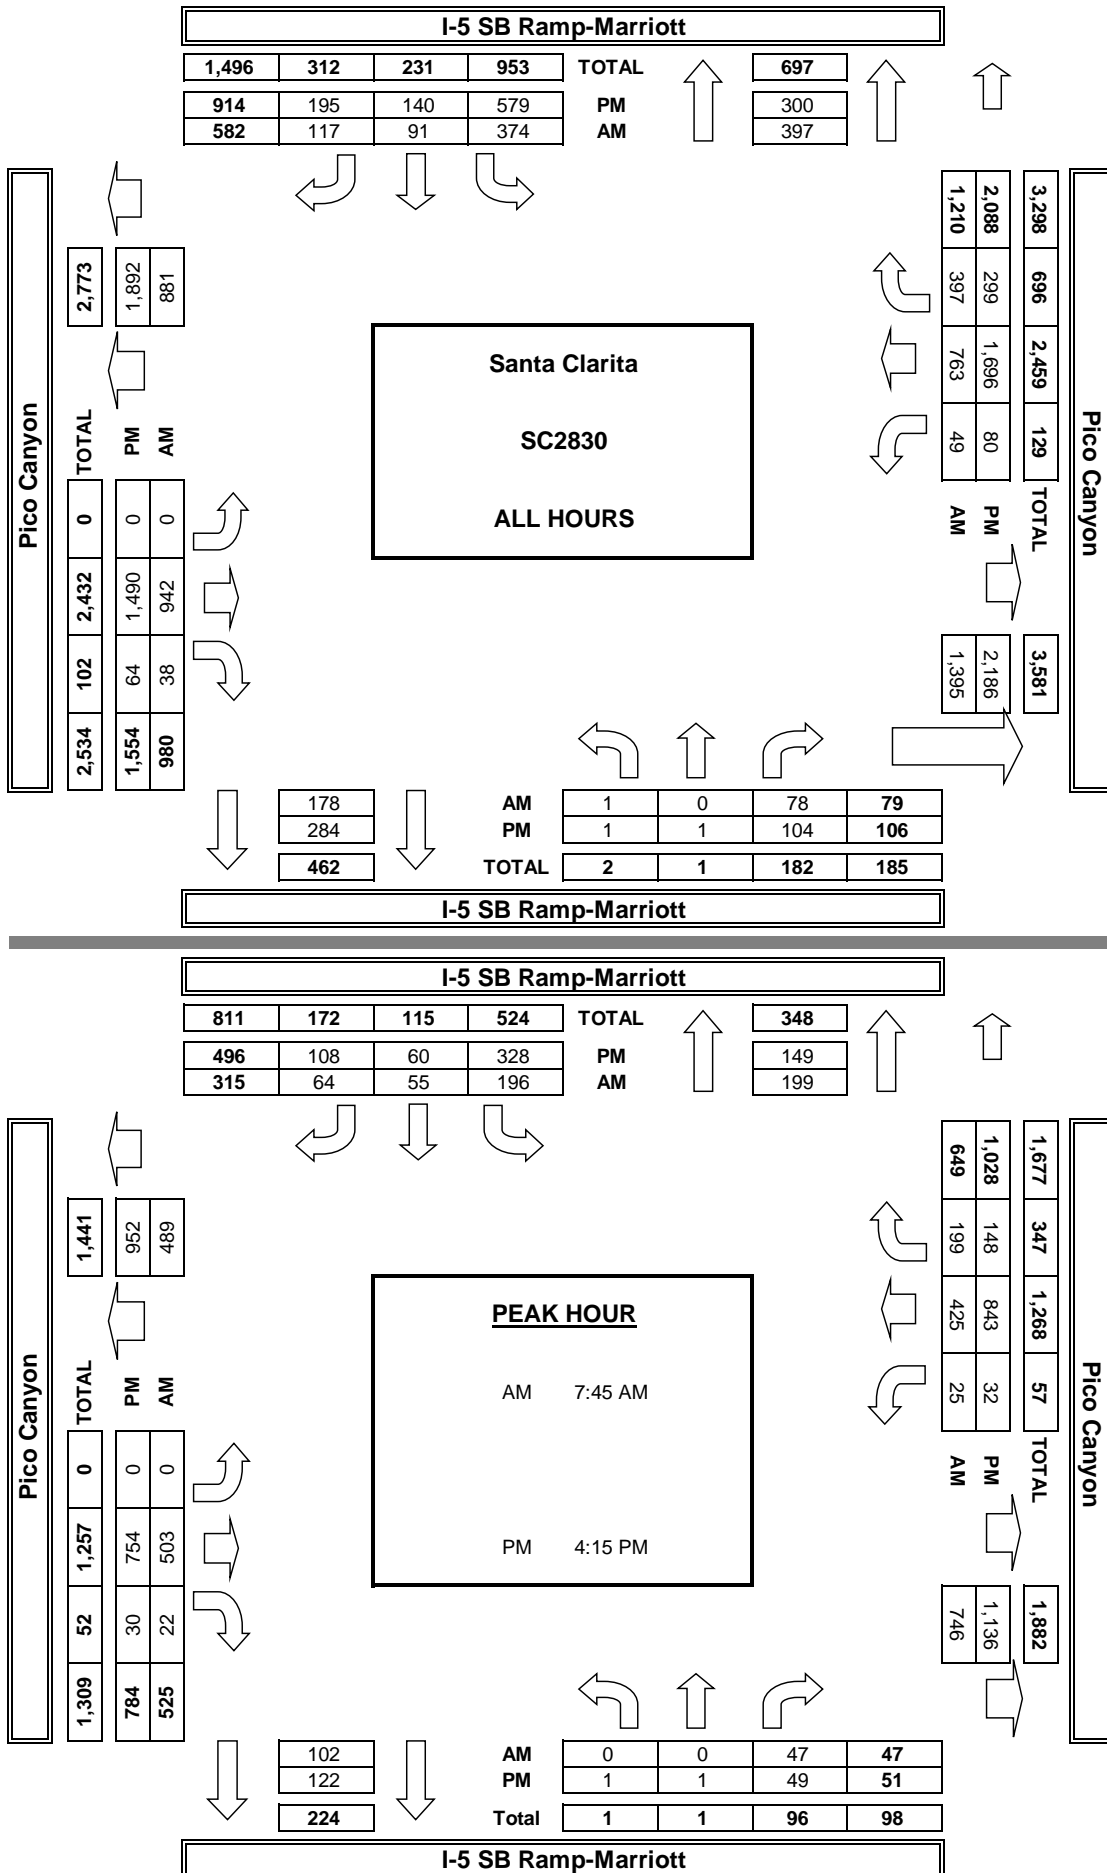 I-5 SB Ramp-Marriott
1,496 312 231 953 TOTAL 697
914 195 140 579 PM 300
582 117 91 374 AM 397
Pico Canyon
2,773
1,892
881
TOTAL 0 2,432 102 2,534
PM 0 1,490 64 1,554
AM 0 942 38 980
Santa Clarita
SC2830
ALL HOURS
3,298 696 2,459 129 TOTAL 3,581
2,088 299 1,696 80 PM 2,186
1,210 397 763 49 AM 1,395
Pico Canyon
178 AM 1 0 78 79
284 PM 1 1 104 106
462 TOTAL 2 1 182 185
I-5 SB Ramp-Marriott
I-5 SB Ramp-Marriott
811 172 115 524 TOTAL 348
496 108 60 328 PM 149
315 64 55 196 AM 199
Pico Canyon
1,441
952
489
TOTAL 0 1,257 52 1,309
PM 0 754 30 784
AM 0 503 22 525
PEAK HOUR
AM 7:45 AM
PM 4:15 PM
1,677 347 1,268 57 TOTAL 1,882
1,028 148 843 32 PM 1,136
649 199 425 25 AM 746
Pico Canyon
102 AM 0 0 47 47
122 PM 1 1 49 51
224 Total 1 1 96 98
I-5 SB Ramp-Marriott